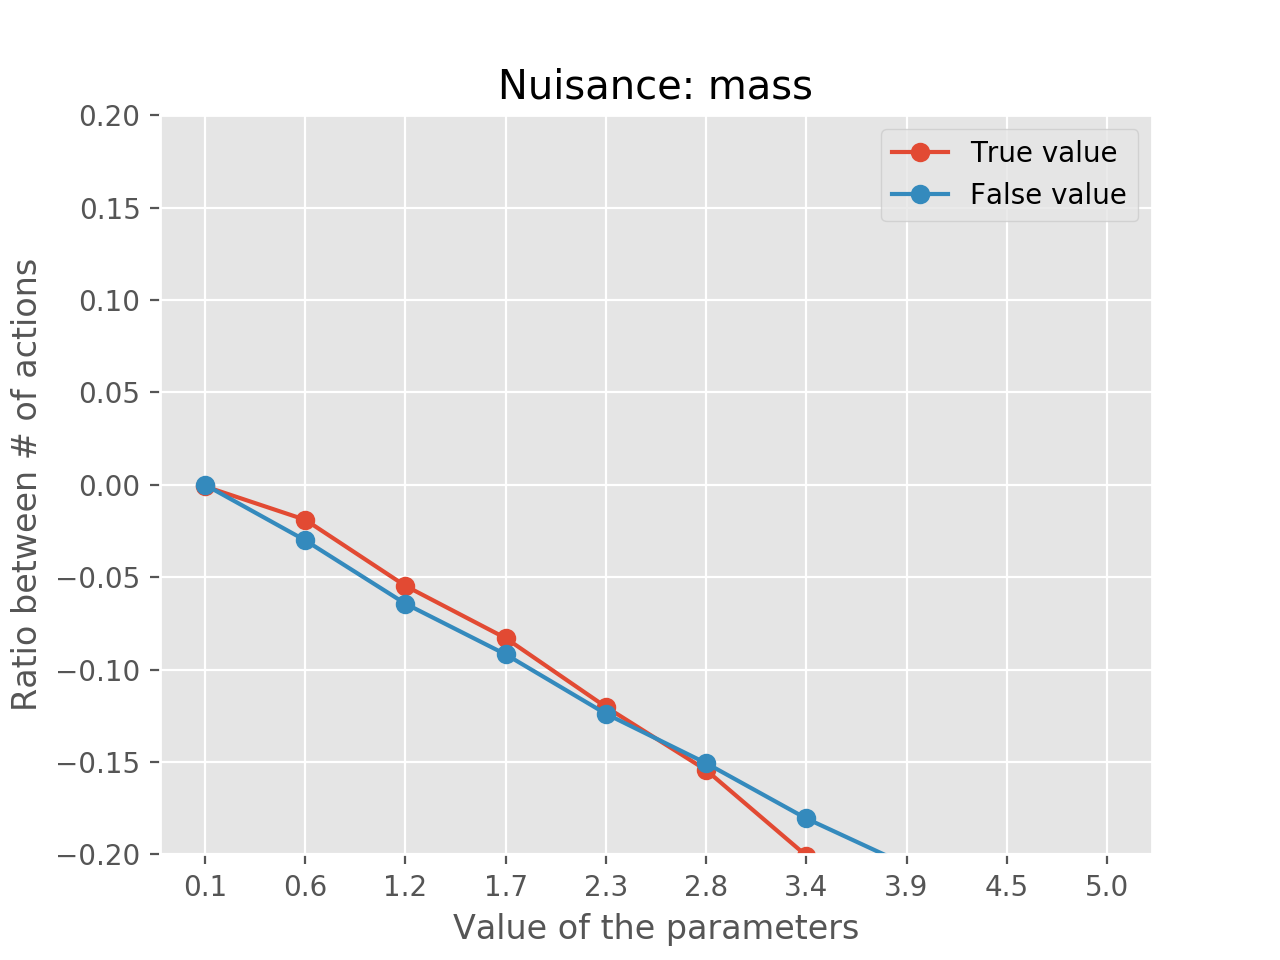 Nuisance: mass
0.20
0.15
0.10
0.05
0.00
−0.05
−0.10
−0.15
−0.20
Ratio between # of actions
True value
False value
0.1 0.6 1.2 1.7 2.3 2.8 3.4 3.9 4.5 5.0
Value of the parameters